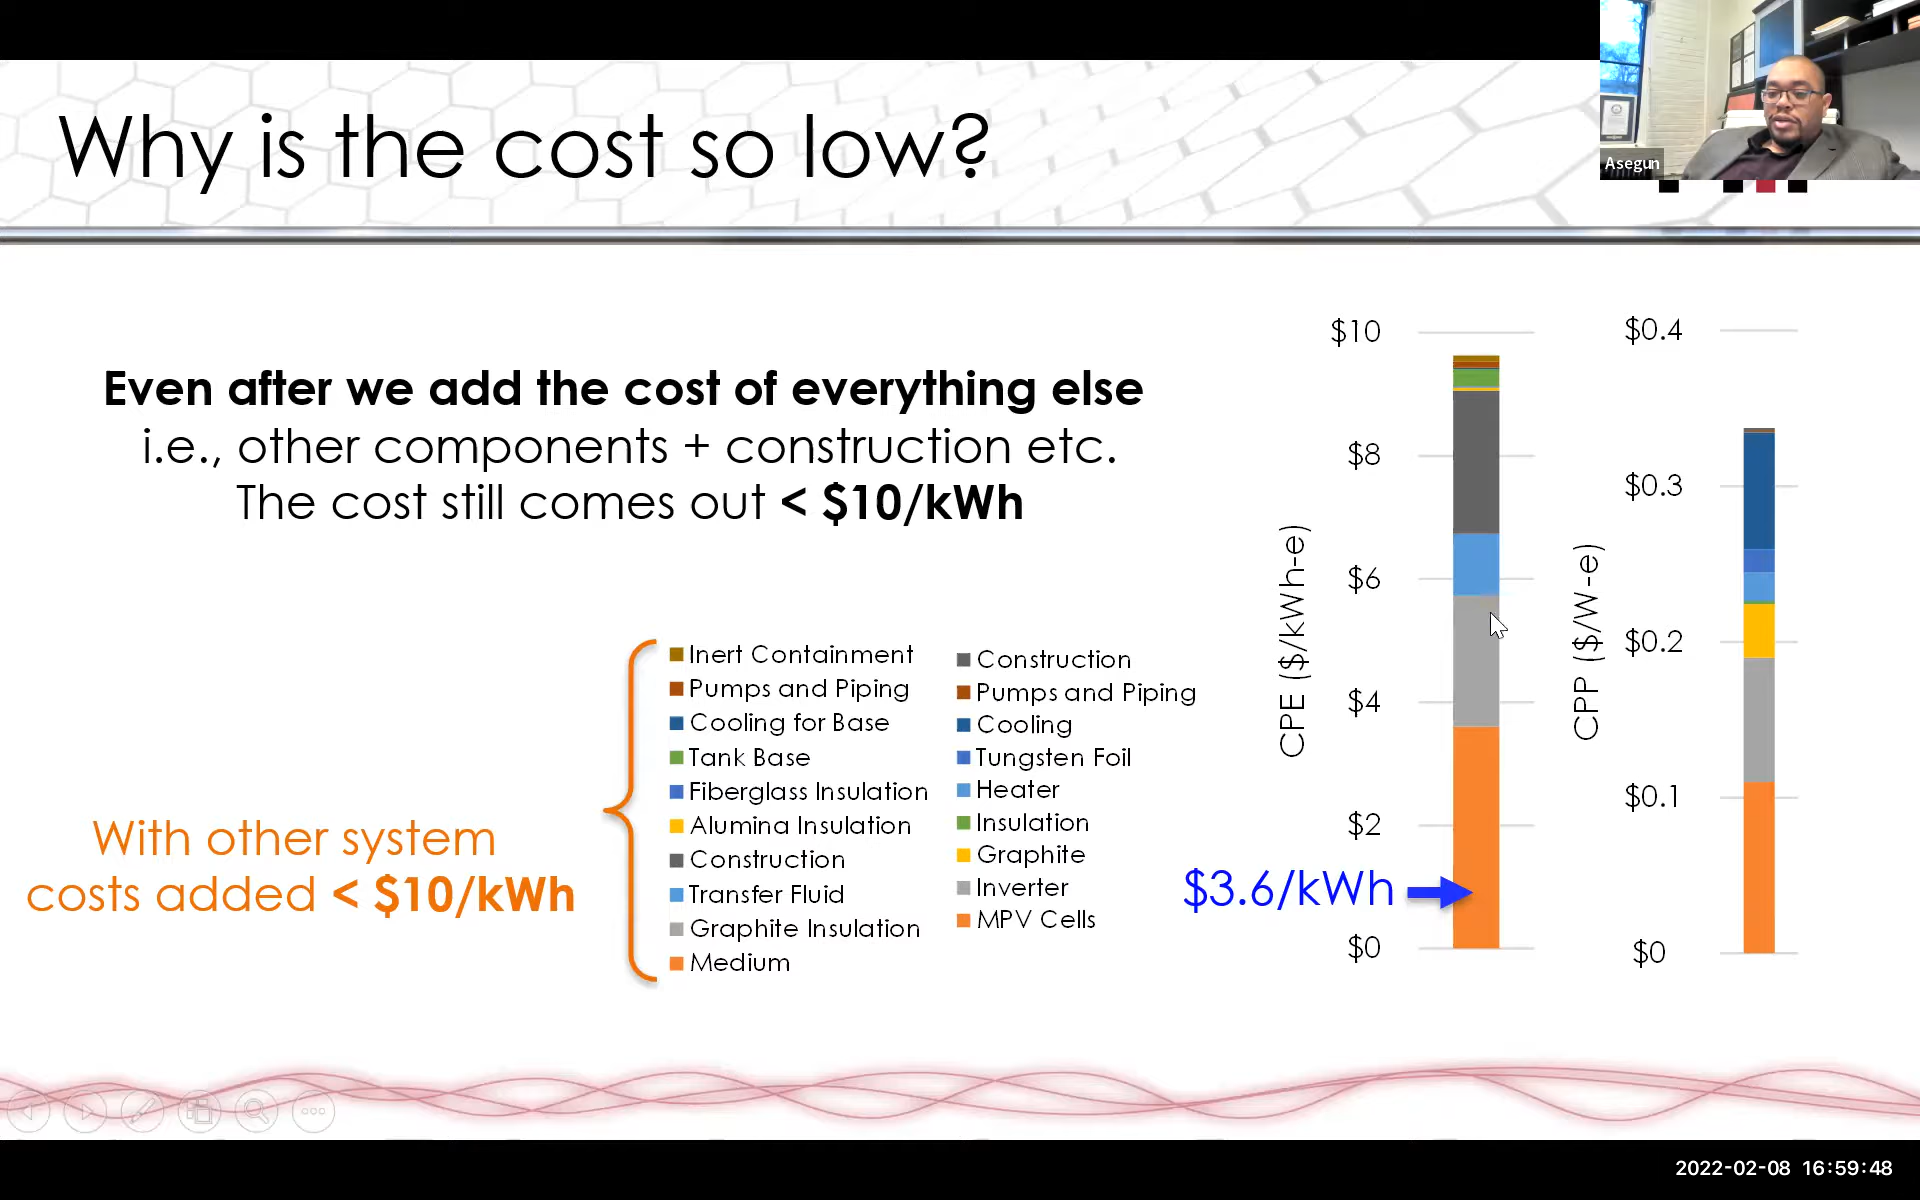 Why is the cost so low?
Asegun
Even after we add the cost of everything else
i.e., other components + construction etc.
The cost still comes out < $10/kWh
With other system
costs added < $10/kWh
Inert Containment
Pumps and Piping
Cooling for Base
Tank Base
Fiberglass Insulation
Alumina Insulation
Construction
Transfer Fluid
Graphite Insulation
Medium
Construction
Pumps and Piping
Cooling
Tungsten Foil
Heater
Insulation
Graphite
Inverter
MPV Cells
$3.6/kWh
CPE ($/kWh-e)
$10
$8
$6
$4
$2
$0
CPP ($/W-e)
$0.4
$0.3
$0.2
$0.1
$0
2022-02-08 16:59:48